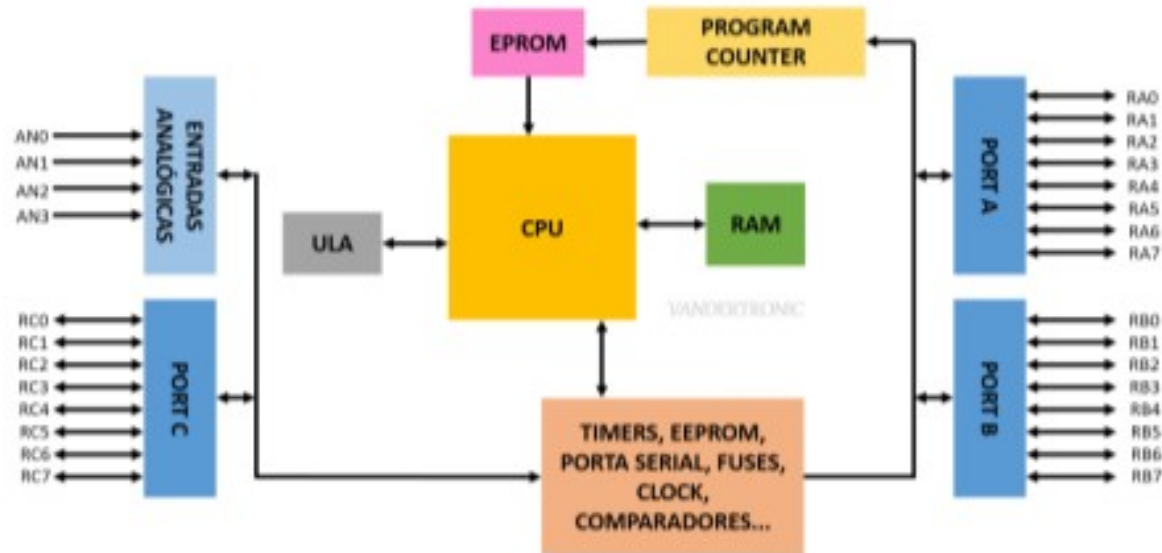 EPROM
PROGRAM
COUNTER
ENTRADAS
ANALÓGICAS
AN0
AN1
AN2
AN3
PORT A
RA0
RA1
RA2
RA3
RA4
RA5
RA6
RA7
ULA
CPU
RAM
VANDERTRONIC
PORT C
RC0
RC1
RC2
RC3
RC4
RC5
RC6
RC7
TIMERS, EEPROM,
PORTA SERIAL, FUSES,
CLOCK,
COMPARADORES...
PORT B
RB0
RB1
RB2
RB3
RB4
RB5
RB6
RB7